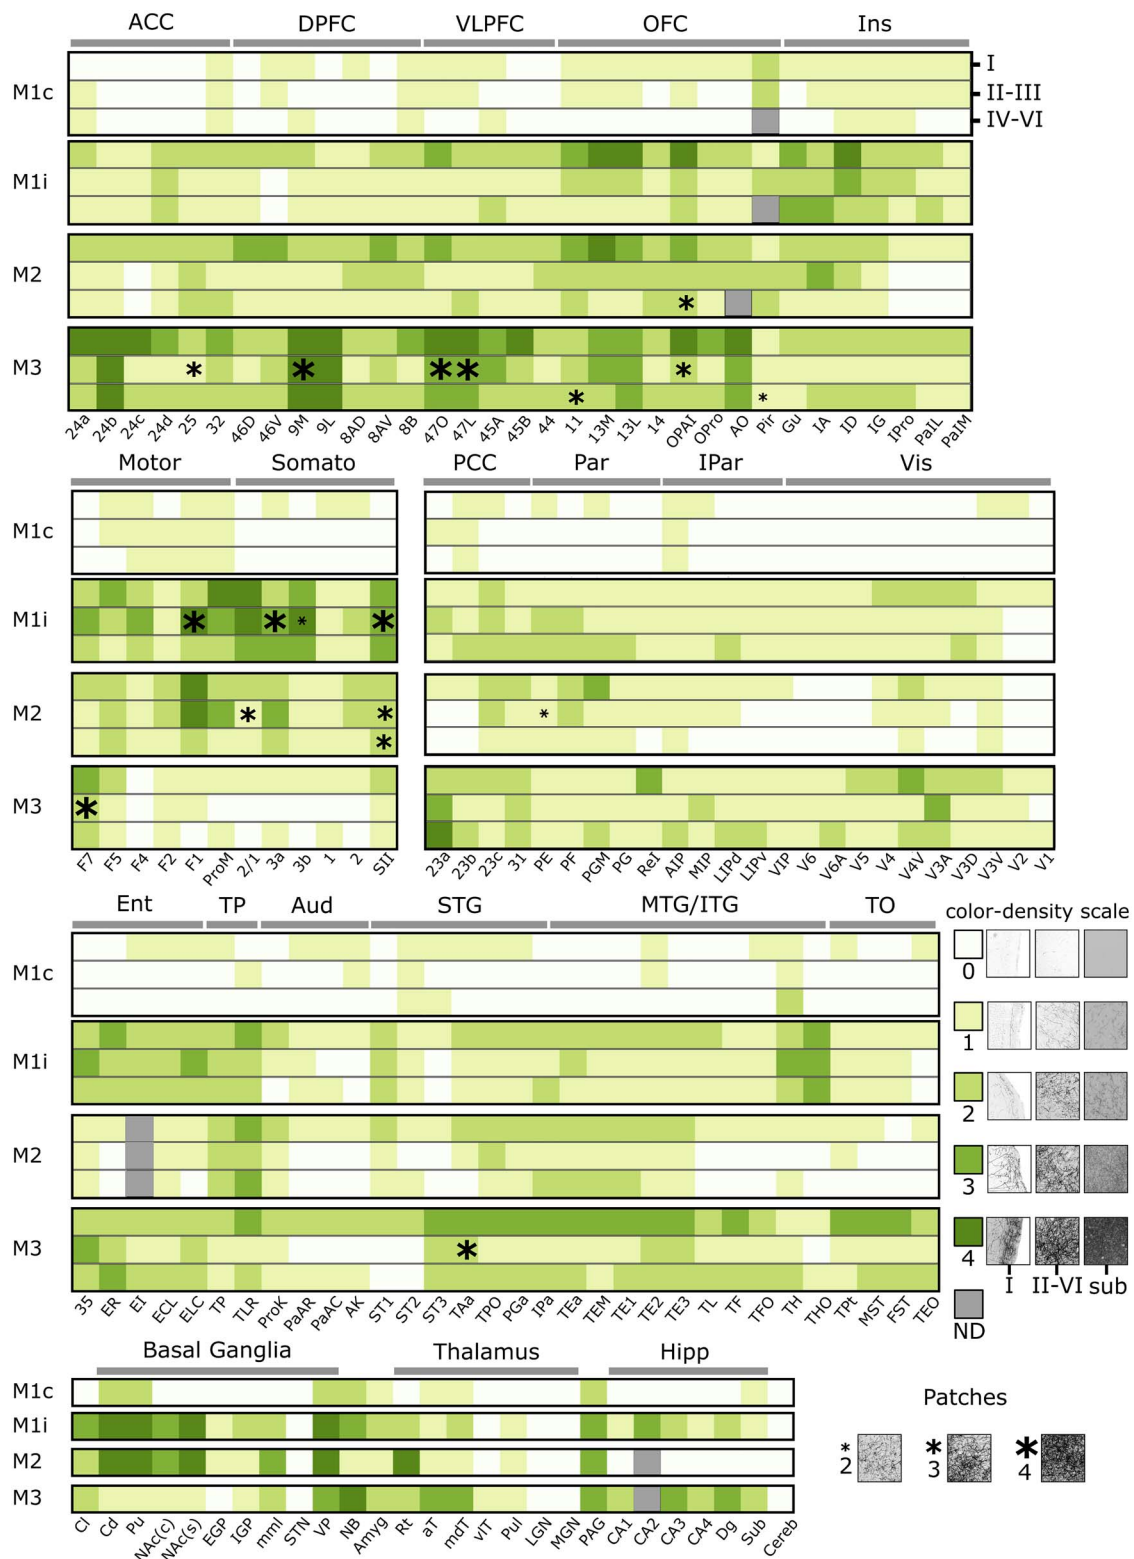 ACC DPFC VLPFC OFC Ins
M1c I
II-III
IV-VI
M1i
M2
*
M3 * * * * *
* *
24a 24b 24c 24d 25 32 46D 46V 9M 9L 8AD 8AV 8B 47O 47L 45A 45B 44 11 13M 13L 14 OPAI OPro AO Pir Gu IA ID IG IPro PaIL PaIM
Motor Somato PCC Par IPar Vis
M1c
M1i * * * *
M2 * * *
*
M3 *
F7 F5 F4 F2 F1 ProM 2/1 3a 3b 1 2 SII 23a 23b 23c 31 PE PF PGM PG ReI AIP MIP LIPd LIPv VIP V6 V6A V5 V4 V4V V3A V3D V3V V2 V1
Ent TP Aud STG MTG/ITG TO color-density scale
M1c 0
1
M1i 2
M2 3
M3 * 4 I II-VI sub
35 ER EI ECL ELC TP TLR ProK PaAR PaAC AK ST1 ST2 ST3 TAa TPO PGa IPa TEa TEM TE1 TE2 TE3 TL TF TFO TH THO TPt MST FST TEO ND
Basal Ganglia Thalamus Hipp
M1c Patches
M1i
M2 * 2 * 3 * 4
M3
Cl Cd Pu NAc(c) NAc(s) EGP IGP mml STN VP NB Amyg Rt aT mdT vlT Pul LGN MGN PAG CA1 CA2 CA3 CA4 Dg Sub Cereb